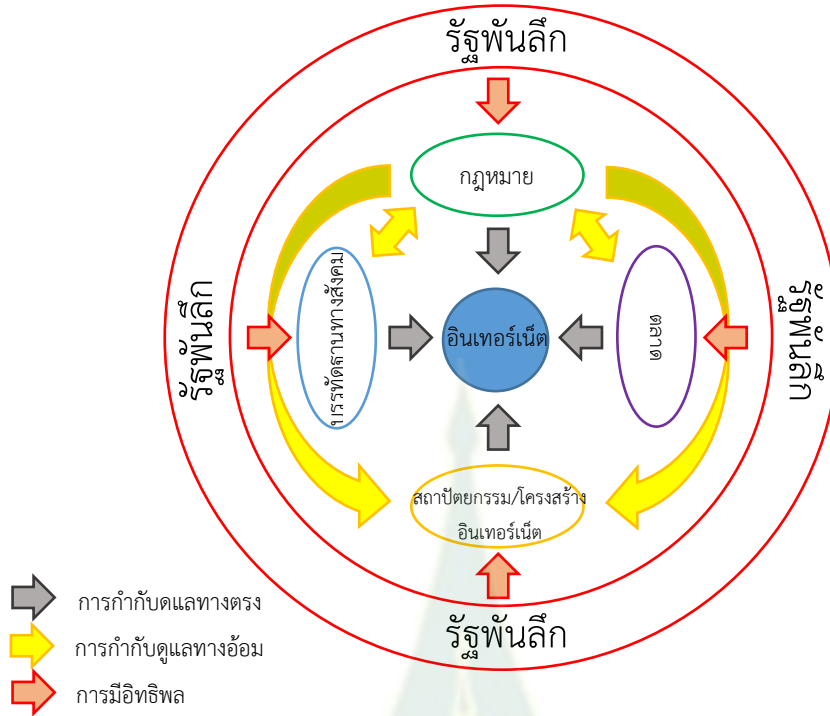 รัฐพันลึก
กฎหมาย
รัฐพันลึก
บรรทัดฐานทางสังคม
อินเทอร์เน็ต
ตลาด
รัฐพันลึก
สถาปัตยกรรม/โครงสร้าง
อินเทอร์เน็ต
รัฐพันลึก
การกำกับดูแลทางตรง
การกำกับดูแลทางอ้อม
การมีอิทธิพล